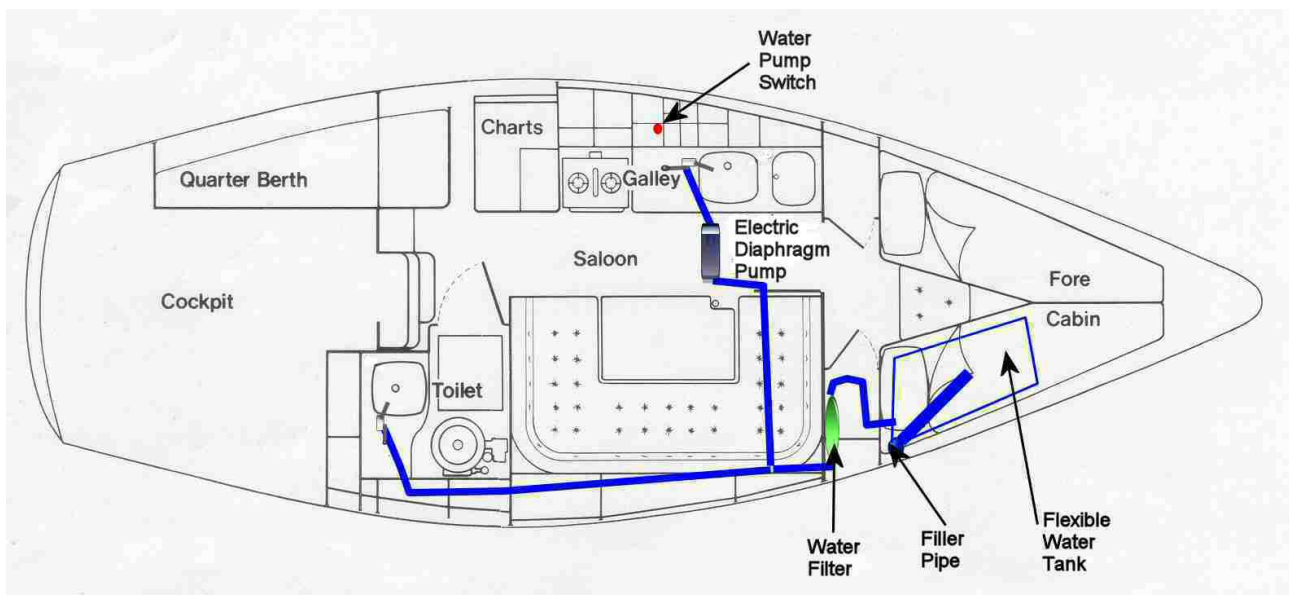 Water
Pump
Switch
Charts
Quarter Berth
Galley
Electric
Diaphragm
Pump
Saloon
Fore
Cabin
Cockpit
Toilet
Water
Filter
Filler
Pipe
Flexible
Water
Tank